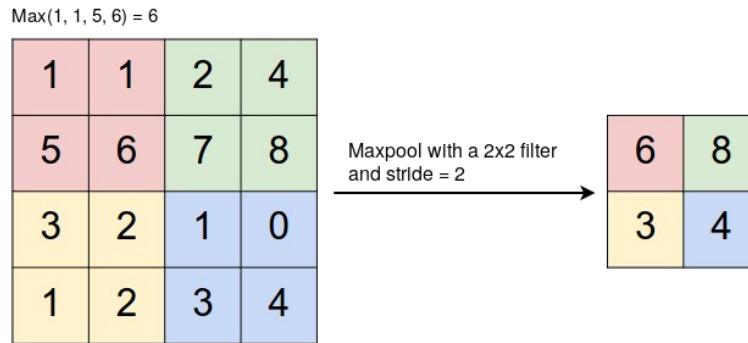 Max(1, 1, 5, 6) = 6
1 1 2 4
5 6 7 8
3 2 1 0
1 2 3 4
Maxpool with a 2x2 filter
and stride = 2
6 8
3 4